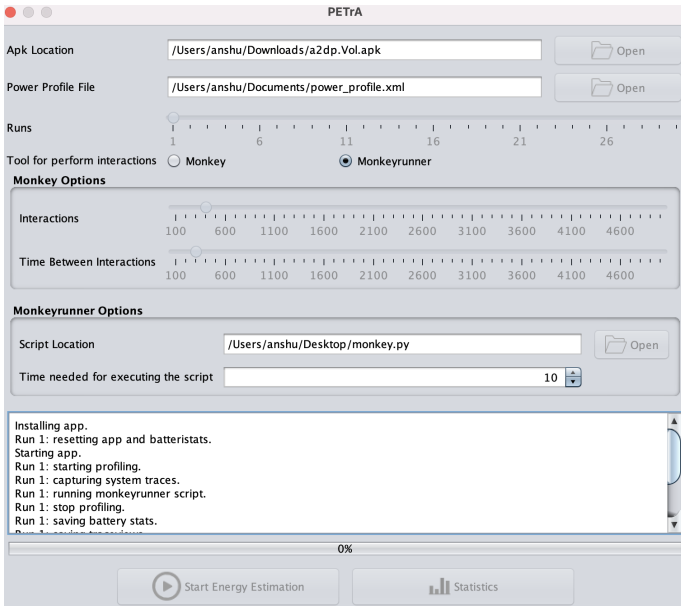 PETrA
Apk Location /Users/anshu/Downloads/a2dp.Vol.apk Open
Power Profile File /Users/anshu/Documents/power_profile.xml Open
Runs
1 6 11 16 21 26
Tool for perform interactions Monkey Monkeyrunner
Monkey Options
Interactions
100 600 1100 1600 2100 2600 3100 3600 4100 4600
Time Between Interactions
100 600 1100 1600 2100 2600 3100 3600 4100 4600
Monkeyrunner Options
Script Location /Users/anshu/Desktop/monkey.py Open
Time needed for executing the script 10
Installing app.
Run 1: resetting app and batteristats.
Starting app.
Run 1: starting profiling.
Run 1: capturing system traces.
Run 1: running monkeyrunner script.
Run 1: stop profiling.
Run 1: saving battery stats.
0%
Start Energy Estimation Statistics